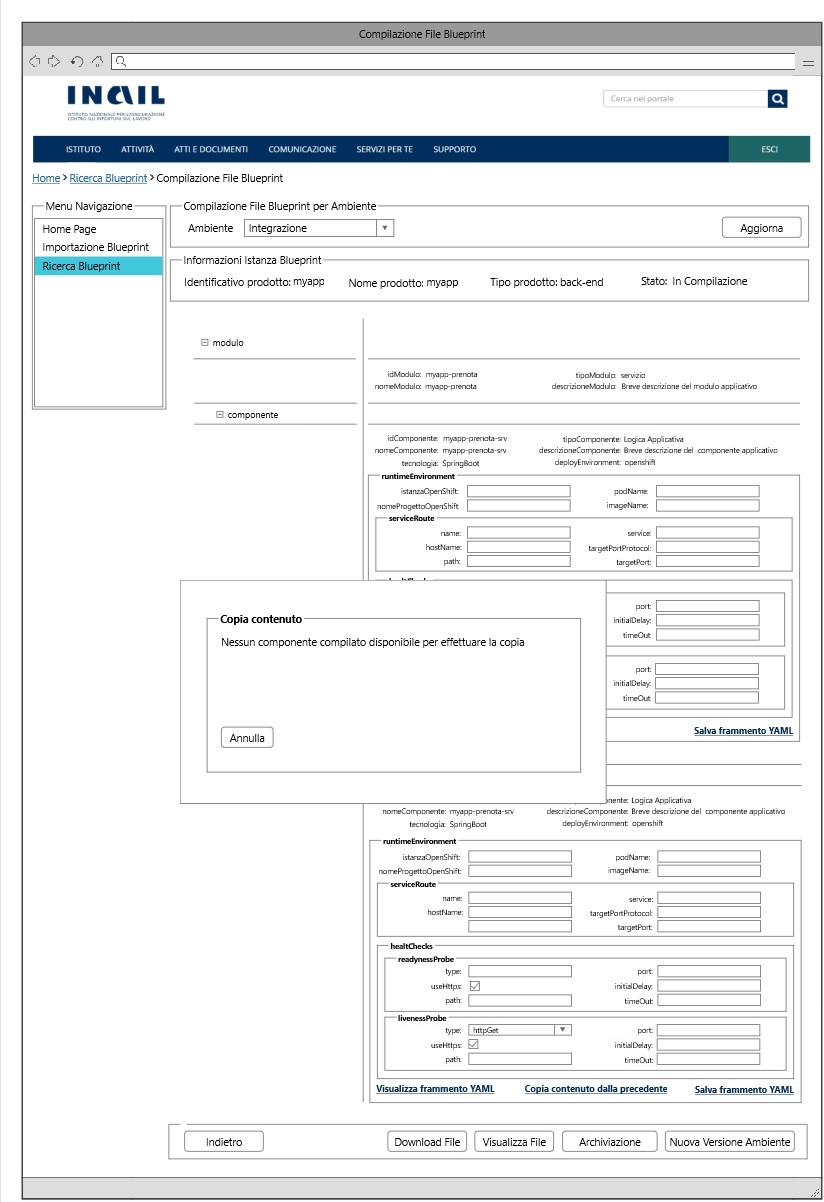 Compilazione File Blueprint
INAIL
ISTITUTO NAZIONALE PER L'ASSICURAZIONE
CONTRO GLI INFORTUNI SUL LAVORO
Cerca nel portale
ISTITUTO ATTIVITÀ ATTI E DOCUMENTI COMUNICAZIONE SERVIZI PER TE SUPPORTO ESCI
Home > Ricerca Blueprint > Compilazione File Blueprint
Menu Navigazione
Home Page
Importazione Blueprint
Ricerca Blueprint
Compilazione File Blueprint per Ambiente
Ambiente Integrazione Aggiorna
Informazioni Istanza Blueprint
Identificativo prodotto: myapp Nome prodotto: myapp Tipo prodotto: back-end Stato: In Compilazione
modulo
idModulo: myapp-prenota tipoModulo: servizio
nomeModulo: myapp-prenota descrizioneModulo: Breve descrizione del modulo applicativo
componente
idComponente: myapp-prenota-srv tipoComponente: Logica Applicativa
nomeComponente: myapp-prenota-srv descrizioneComponente: Breve descrizione del componente applicativo
tecnologia: SpringBoot deployEnvironment: openshift
runtimeEnvironment
istanzaOpenShift: podName:
nomeProgettoOpenShift imageName:
serviceRoute
name: service:
hostName: targetPortProtocol:
path: targetPort:
port:
initialDelay:
timeOut
port:
initialDelay:
timeOut
Salva frammento YAML
Copia contenuto
Nessun componente compilato disponibile per effettuare la copia
Annulla
nente: Logica Applicativa
nomeComponente: myapp-prenota-srv descrizioneComponente: Breve descrizione del componente applicativo
tecnologia: SpringBoot deployEnvironment: openshift
runtimeEnvironment
istanzaOpenShift: podName:
nomeProgettoOpenShift: imageName:
serviceRoute
name: service:
hostName: targetPortProtocol:
targetPort:
healtChecks
readynessProbe
type: port:
useHttps: initialDelay:
path: timeOut:
livenessProbe
type: httpGet port:
useHttps: initialDelay:
path: timeOut:
Visualizza frammento YAML Copia contenuto dalla precedente Salva frammento YAML
Indietro Download File Visualizza File Archiviazione Nuova Versione Ambiente